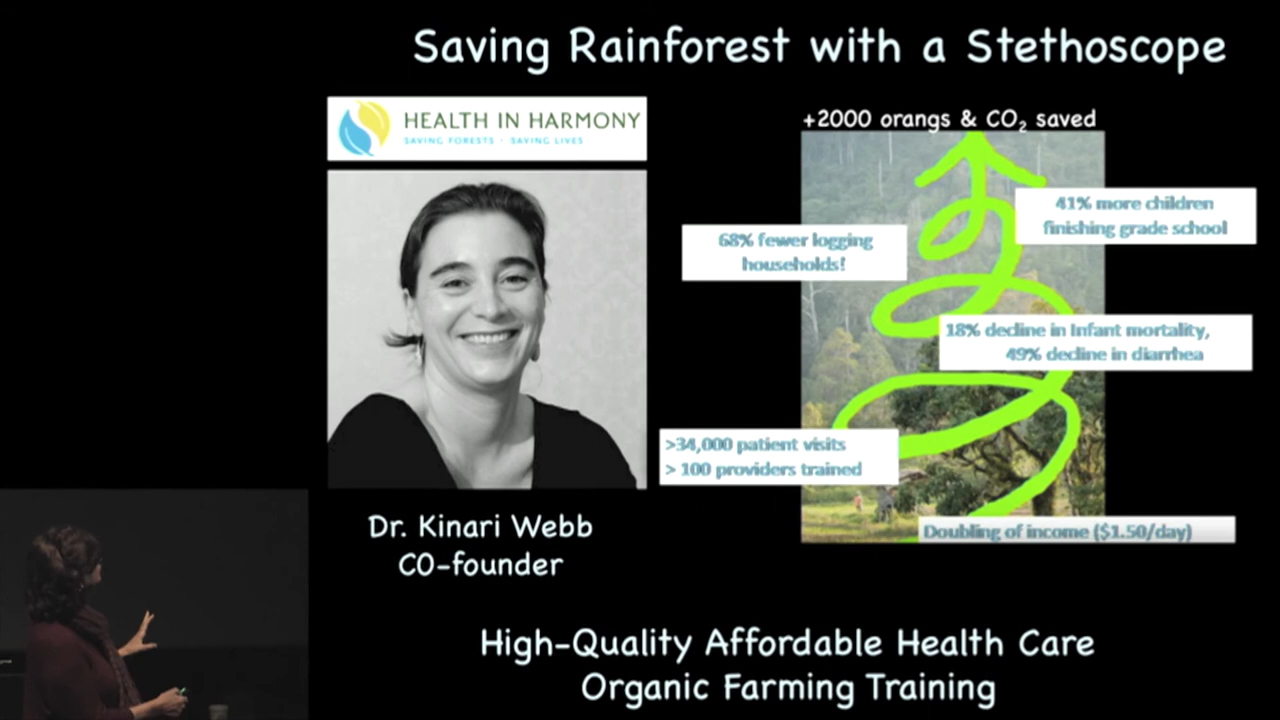 Saving Rainforest with a Stethoscope
HEALTH IN HARMONY
SAVING FORESTS · SAVING LIVES
Dr. Kinari Webb
CO-founder
+2000 orangs & CO₂ saved
41% more children
finishing grade school
68% fewer logging
households!
18% decline in Infant mortality,
49% decline in diarrhea
>34,000 patient visits
> 100 providers trained
Doubling of income ($1.50/day)
High-Quality Affordable Health Care
Organic Farming Training